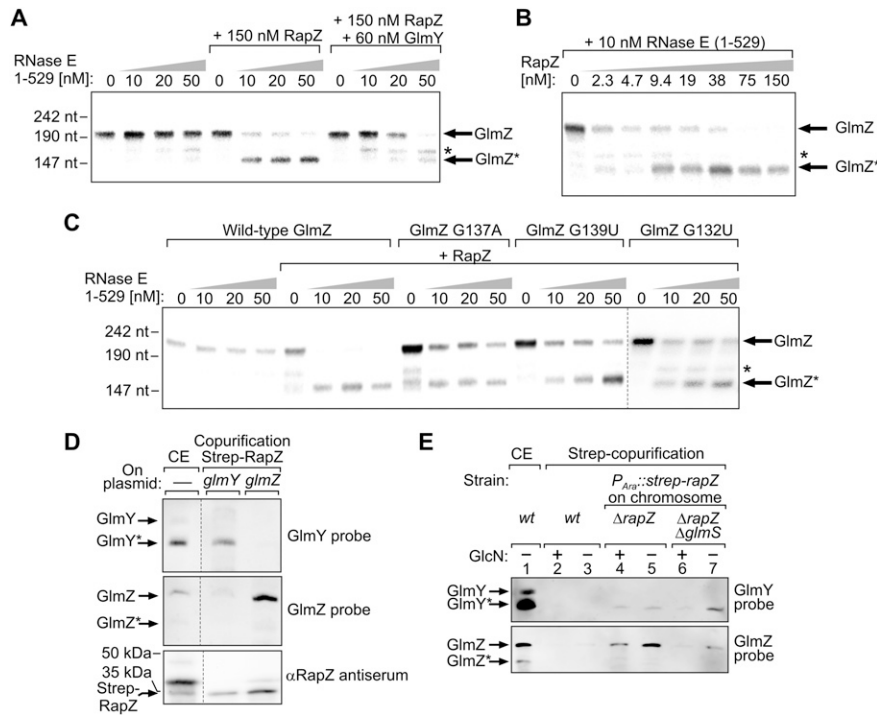 A
+ 150 nM RapZ
+ 150 nM RapZ
+ 60 nM GlmY
RNase E
1-529 [nM]: 0 10 20 50 0 10 20 50 0 10 20 50
242 nt
190 nt
147 nt
GlmZ
*
GlmZ*
B
+ 10 nM RNase E (1-529)
RapZ
[nM]: 0 2.3 4.7 9.4 19 38 75 150
GlmZ
*
GlmZ*
C
Wild-type GlmZ GlmZ G137A GlmZ G139U GlmZ G132U
+ RapZ
RNase E
1-529 [nM]: 0 10 20 50 0 10 20 50 0 10 20 50 0 10 20 50 0 10 20 50
242 nt
190 nt
147 nt
GlmZ
*
GlmZ*
D
CE
Copurification
Strep-RapZ
On
plasmid: — glmY glmZ
GlmY
GlmY*
GlmY probe
GlmZ
GlmZ*
GlmZ probe
50 kDa
35 kDa
Strep-
RapZ
αRapZ antiserum
E
CE Strep-copurification
Strain:
PAra::strep-rapZ
on chromosome
wt wt ΔrapZ ΔrapZ
ΔglmS
GlcN: − + − + − + −
1 2 3 4 5 6 7
GlmY
GlmY*
GlmY
probe
GlmZ
GlmZ*
GlmZ
probe